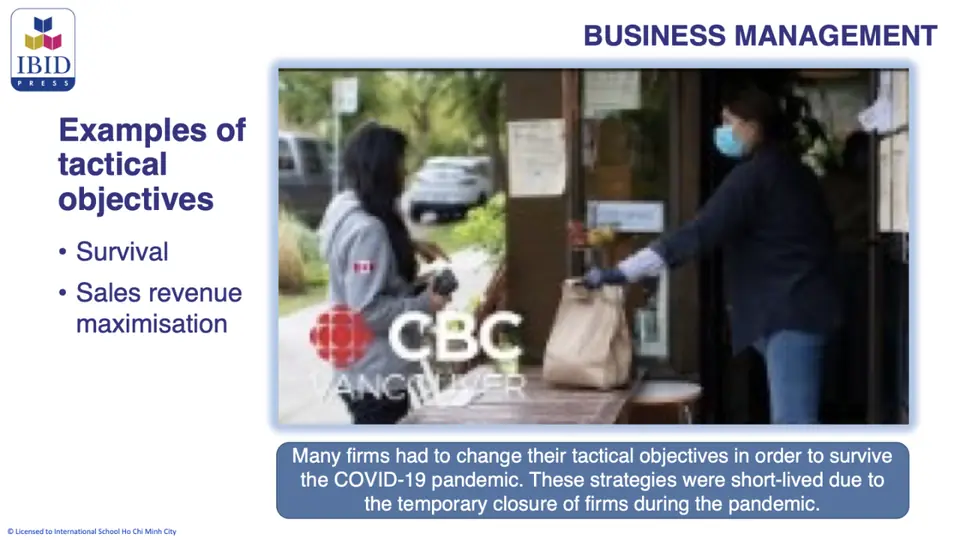 IBID
PRESS
BUSINESS MANAGEMENT
Examples of
tactical
objectives
• Survival
• Sales revenue
maximisation
CBC
VANCOUVER
Many firms had to change their tactical objectives in order to survive
the COVID-19 pandemic. These strategies were short-lived due to
the temporary closure of firms during the pandemic.
© Licensed to International School Ho Chi Minh City